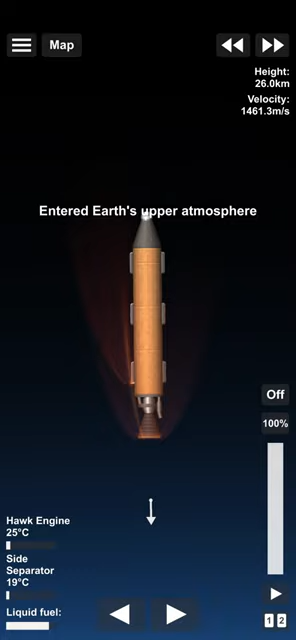 Map
Height:
26.0km
Velocity:
1461.3m/s
Entered Earth's upper atmosphere
Off
100%
Hawk Engine
25°C
Side
Separator
19°C
Liquid fuel:
1 2